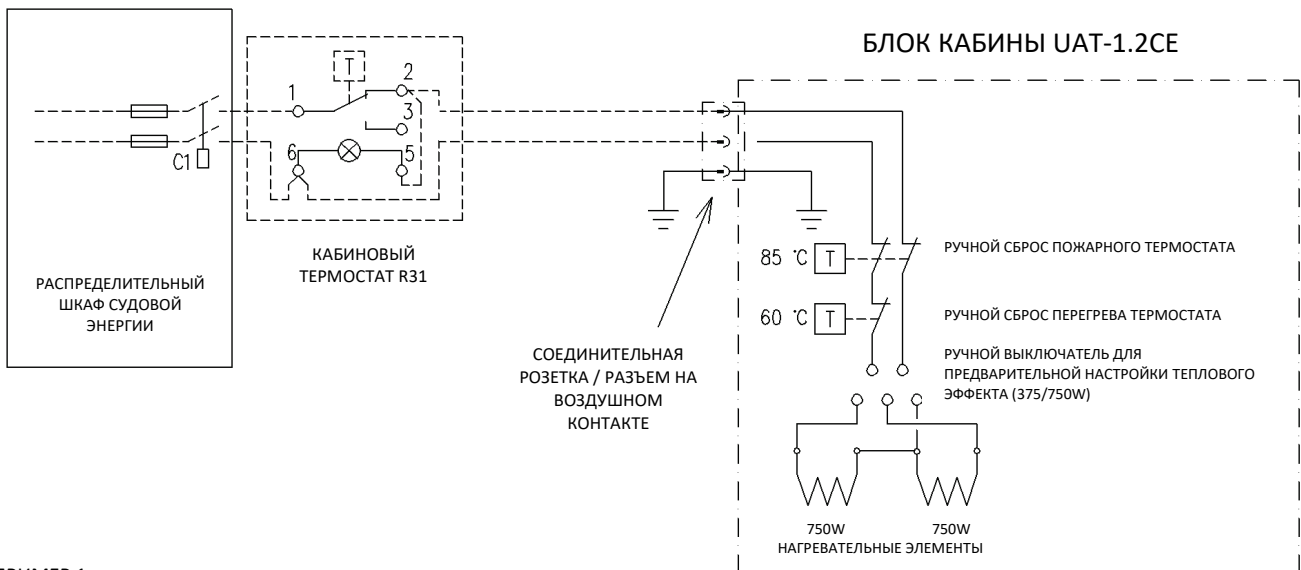 БЛОК КАБИНЫ UAT-1.2CE
T
1
2
3
6
5
C1
КАБИНОВЫЙ
ТЕРМОСТАТ R31
РАСПРЕДЕЛИТЕЛЬНЫЙ
ШКАФ СУДОВОЙ
ЭНЕРГИИ
СОЕДИНИТЕЛЬНАЯ
РОЗЕТКА / РАЗЪЕМ НА
ВОЗДУШНОМ
КОНТАКТЕ
85 °C T
РУЧНОЙ СБРОС ПОЖАРНОГО ТЕРМОСТАТА
60 °C T
РУЧНОЙ СБРОС ПЕРЕГРЕВА ТЕРМОСТАТА
РУЧНОЙ ВЫКЛЮЧАТЕЛЬ ДЛЯ
ПРЕДВАРИТЕЛЬНОЙ НАСТРОЙКИ ТЕПЛОВОГО
ЭФФЕКТА (375/750W)
750W 750W
НАГРЕВАТЕЛЬНЫЕ ЭЛЕМЕНТЫ